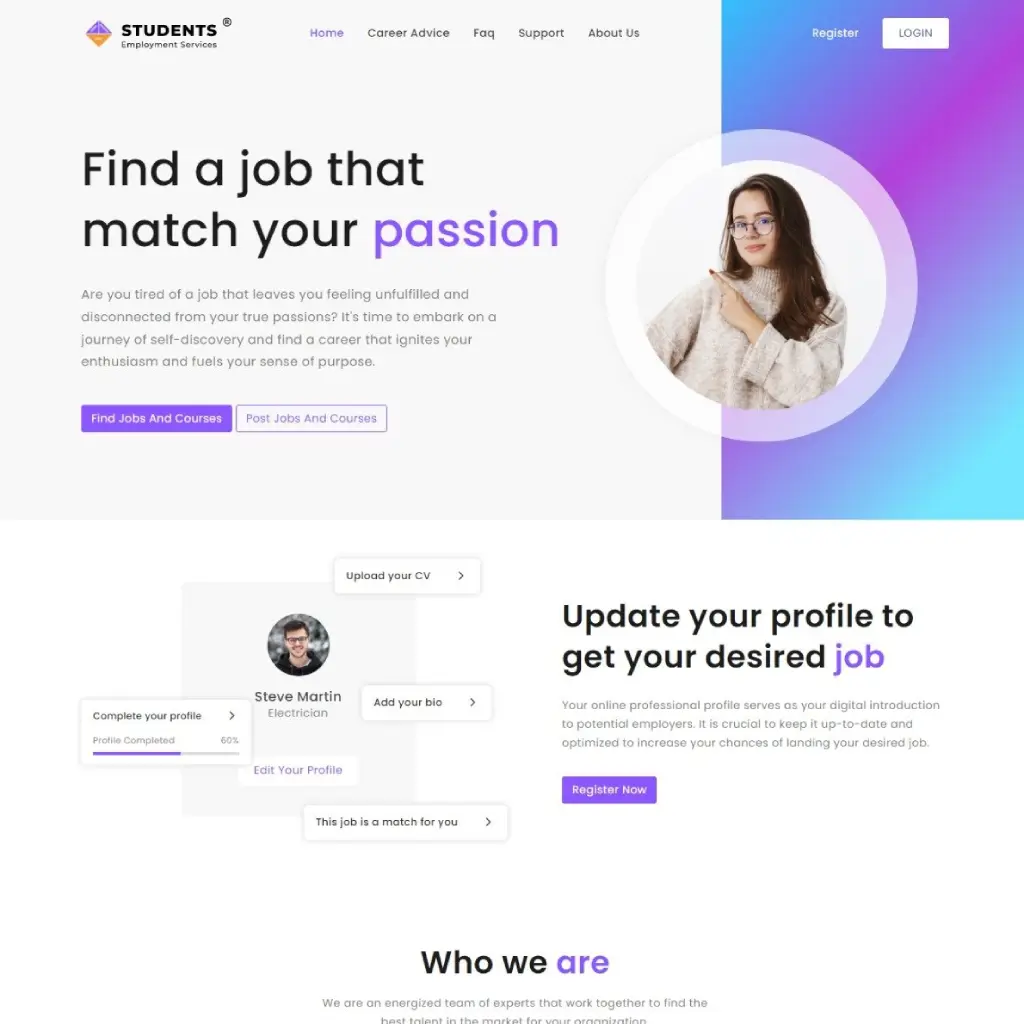 STUDENTS ®
Employment Services
Home Career Advice Faq Support About Us
Register LOGIN
Find a job that
match your passion
Are you tired of a job that leaves you feeling unfulfilled and
disconnected from your true passions? It's time to embark on a
journey of self-discovery and find a career that ignites your
enthusiasm and fuels your sense of purpose.
Find Jobs And Courses Post Jobs And Courses
Upload your CV
Steve Martin
Electrician
Add your bio
Complete your profile
Profile Completed 60%
Edit Your Profile
This job is a match for you
Update your profile to
get your desired job
Your online professional profile serves as your digital introduction
to potential employers. It is crucial to keep it up-to-date and
optimized to increase your chances of landing your desired job.
Register Now
Who we are
We are an energized team of experts that work together to find the
best talent in the market for your organization